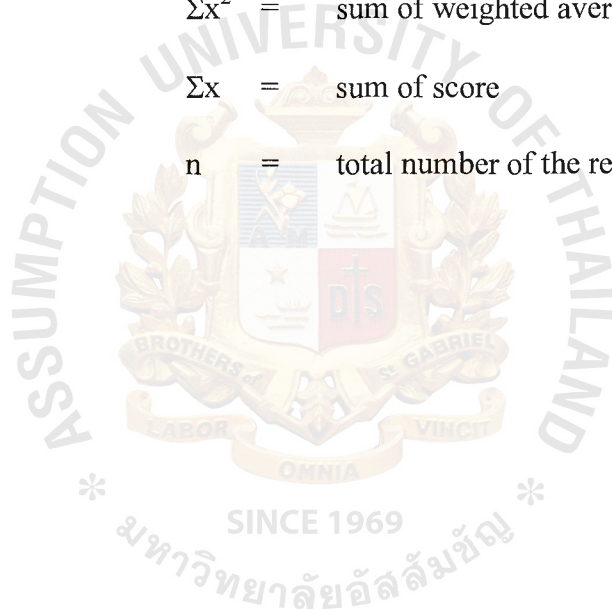 Σx² = sum of weighted aver
Σx = sum of score
n = total number of the re
ASSUMPTION UNIVERSITY OF THAILAND
A M
D S
BROTHERS of St GABRIEL
LABOR
OMNIA
VINCIT
* SINCE 1969 *
มหาวิทยาลัยอัสสัมชัญ